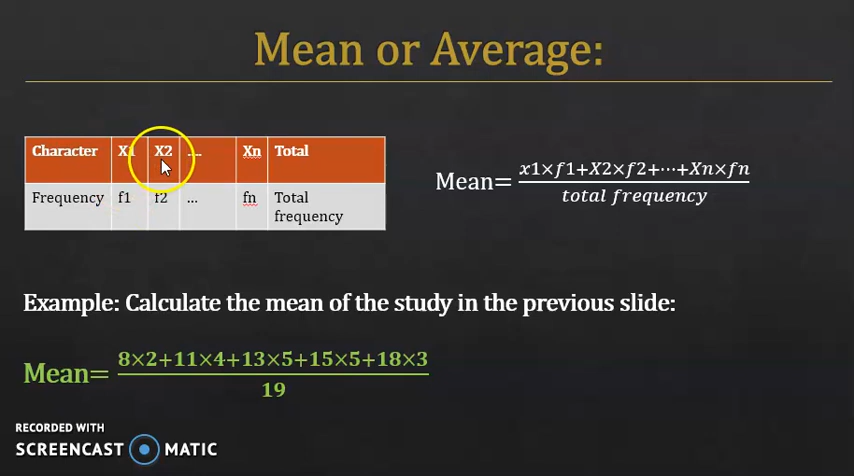 Mean or Average:
Character X1 X2 ... Xn Total
Frequency f1 f2 ... fn Total frequency
Mean= x1×f1+X2×f2+⋯+Xn×fn / total frequency
Example: Calculate the mean of the study in the previous slide:
Mean= 8×2+11×4+13×5+15×5+18×3 / 19
RECORDED WITH
SCREENCAST MATIC